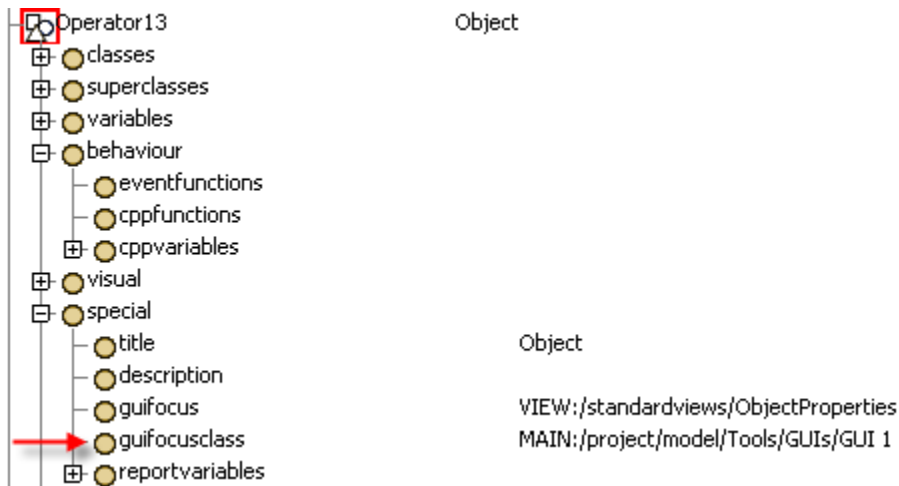 Operator13 Object
classes
superclasses
variables
behaviour
eventfunctions
cppfunctions
cppvariables
visual
special
title Object
description
guifocus VIEW:/standardviews/ObjectProperties
guifocusclass MAIN:/project/model/Tools/GUIs/GUI 1
reportvariables